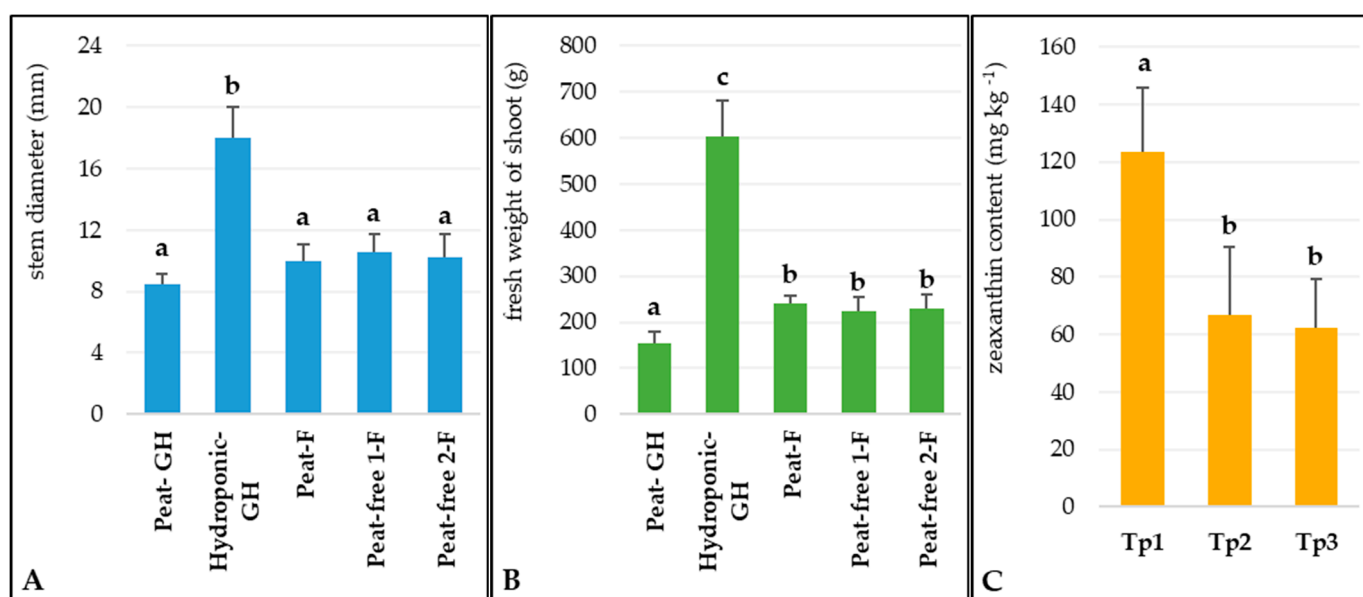 stem diameter (mm)
24
20
16
12
8
4
0
a
b
a
a
a
Peat- GH
Hydroponic-
GH
Peat-F
Peat-free 1-F
Peat-free 2-F
A
fresh weight of shoot (g)
800
700
600
500
400
300
200
100
0
a
c
b
b
b
Peat- GH
Hydroponic-
GH
Peat-F
Peat-free 1-F
Peat-free 2-F
B
zeaxanthin content (mg kg -1)
160
140
120
100
80
60
40
20
0
a
b
b
Tp1 Tp2 Tp3
C